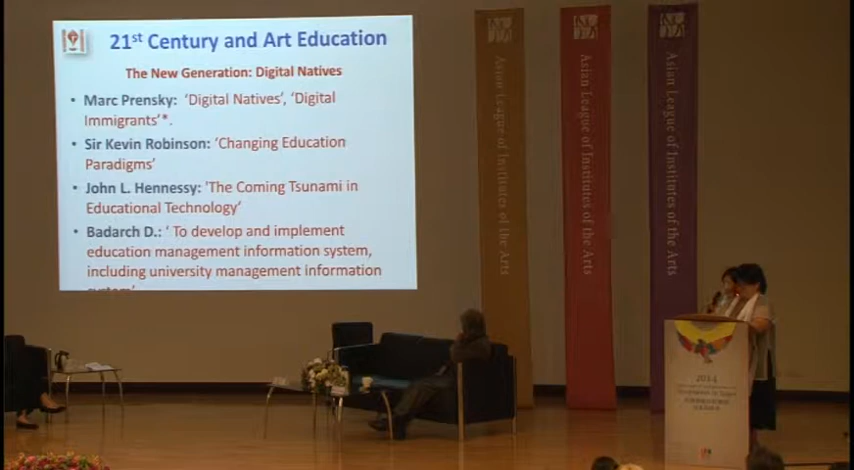 21st Century and Art Education
The New Generation: Digital Natives
• Marc Prensky: ‘Digital Natives’, ‘Digital
Immigrants’*.
• Sir Kevin Robinson: ‘Changing Education
Paradigms’
• John L. Hennessy: ‘The Coming Tsunami in
Educational Technology’
• Badarch D.: ‘ To develop and implement
education management information system,
including university management information
system’
Asian League of Institutes of the Arts
Asian League of Institutes of the Arts
Asian League of Institutes of the Arts
2014